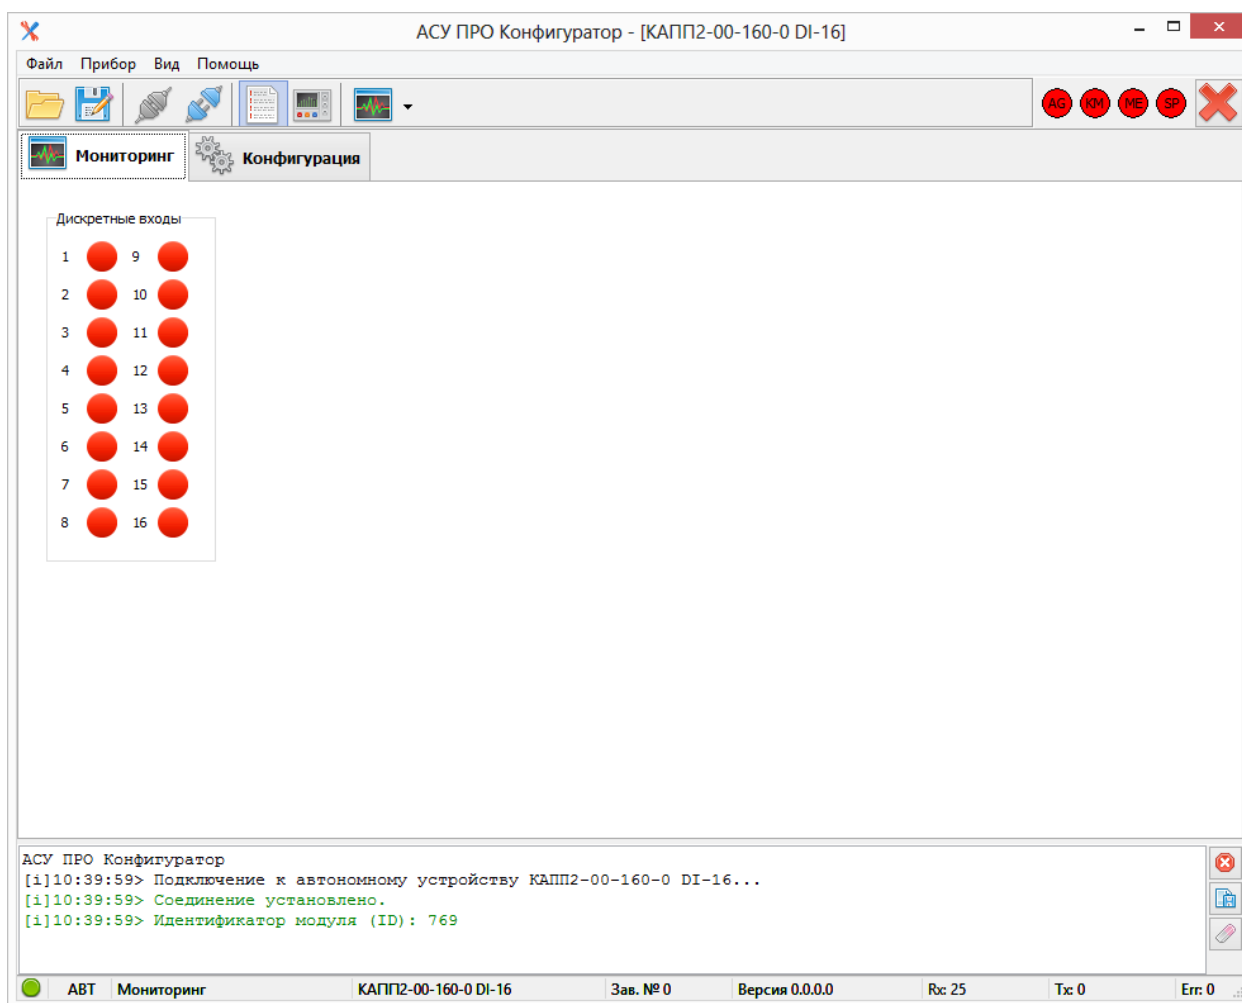 АСУ ПРО Конфигуратор - [КАПП2-00-160-0 DI-16]
Файл Прибор Вид Помощь
AG KM ME SP
Мониторинг Конфигурация
Дискретные входы
1 9
2 10
3 11
4 12
5 13
6 14
7 15
8 16
АСУ ПРО Конфигуратор
[i]10:39:59> Подключение к автономному устройству КАПП2-00-160-0 DI-16...
[i]10:39:59> Соединение установлено.
[i]10:39:59> Идентификатор модуля (ID): 769
АВТ Мониторинг КАПП2-00-160-0 DI-16 Зав. № 0 Версия 0.0.0.0 Rx: 25 Tx: 0 Err: 0